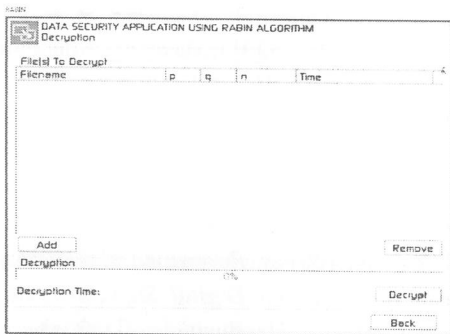 RABIN
DATA SECURITY APPLICATION USING RABIN ALGORITHM
Decryption
File(s) To Decrypt
Filename p q n Time
Add Remove
Decryption
0%
Decryption Time: Decrypt
Back